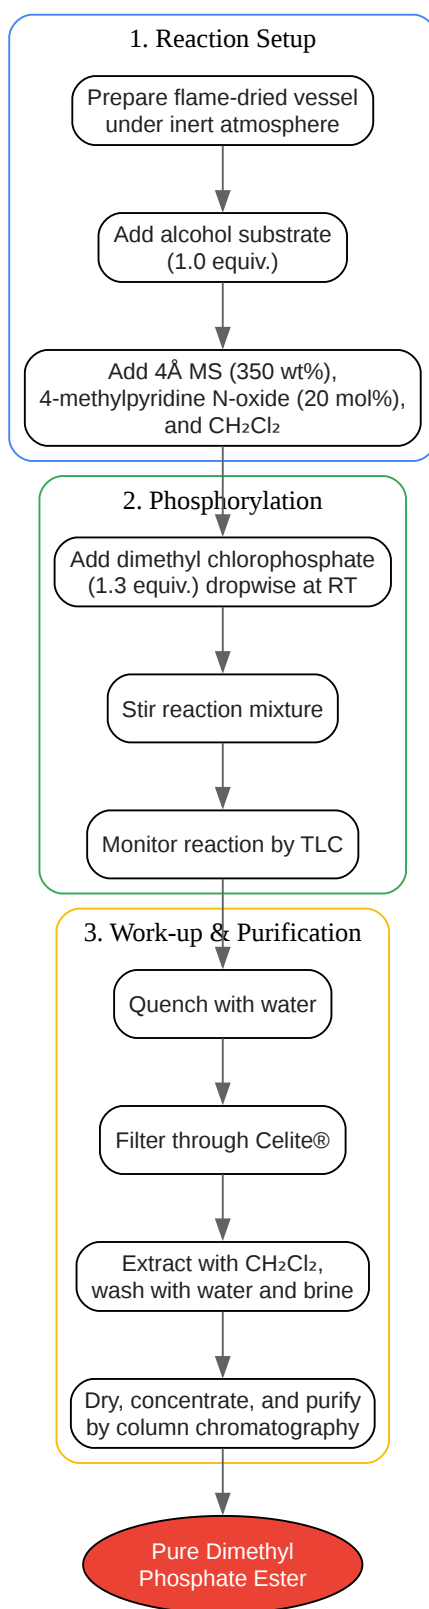 1. Reaction Setup
Prepare flame-dried vessel
under inert atmosphere
Add alcohol substrate
(1.0 equiv.)
Add 4Å MS (350 wt%),
4-methylpyridine N-oxide (20 mol%),
and CH₂Cl₂
2. Phosphorylation
Add dimethyl chlorophosphate
(1.3 equiv.) dropwise at RT
Stir reaction mixture
Monitor reaction by TLC
3. Work-up & Purification
Quench with water
Filter through Celite®
Extract with CH₂Cl₂,
wash with water and brine
Dry, concentrate, and purify
by column chromatography
Pure Dimethyl
Phosphate Ester